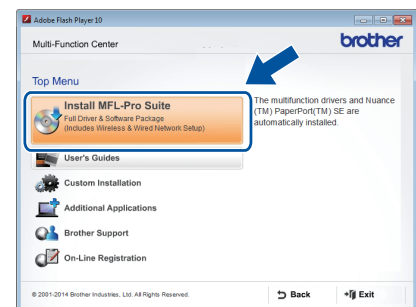 Adobe Flash Player 10
Multi-Function Center
brother
Top Menu
Install MFL-Pro Suite
Full Driver & Software Package
(Includes Wireless & Wired Network Setup)
The multifunction drivers and Nuance
(TM) PaperPort(TM) SE are
automatically installed.
User's Guides
Custom Installation
Additional Applications
Brother Support
On-Line Registration
© 2001-2014 Brother Industries, Ltd. All Rights Reserved.
Back
Exit